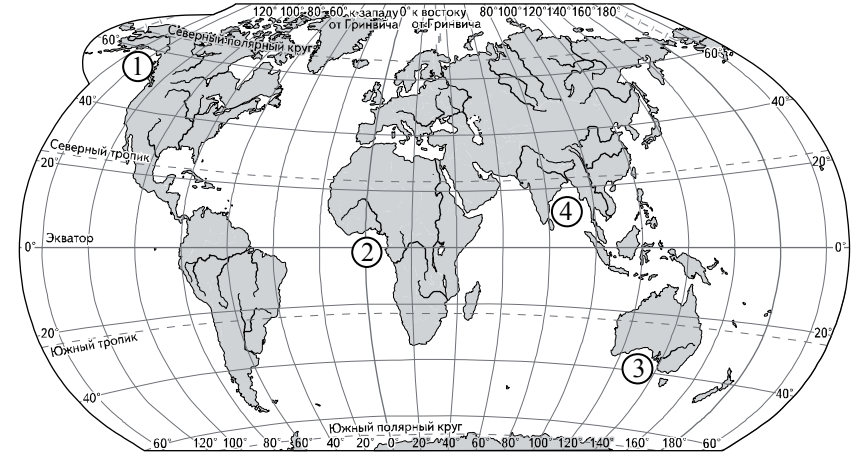 120° 100° 80° 60° к западу 0° к востоку 80° 100° 120° 140° 160° 180°
от Гринвича от Гринвича
Северный полярный круг
60° 60°
1
40° 40°
Северный тропик
20° 20°
4
Экватор
2
0° 0°
20° 20°
Южный тропик
3
40° 40°
Южный полярный круг
60° 120° 100° 80° 60° 40° 20° 0° 20° 40° 60° 80° 100° 120° 140° 160° 180° 60°